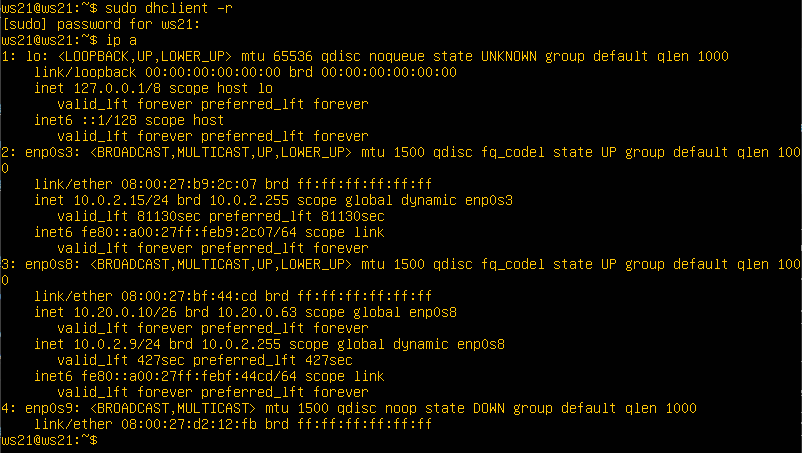 ws21@ws21:~$ sudo dhclient -r
[sudo] password for ws21:
ws21@ws21:~$ ip a
1: lo: <LOOPBACK,UP,LOWER_UP> mtu 65536 qdisc noqueue state UNKNOWN group default qlen 1000
    link/loopback 00:00:00:00:00:00 brd 00:00:00:00:00:00
    inet 127.0.0.1/8 scope host lo
       valid_lft forever preferred_lft forever
    inet6 ::1/128 scope host
       valid_lft forever preferred_lft forever
2: enp0s3: <BROADCAST,MULTICAST,UP,LOWER_UP> mtu 1500 qdisc fq_codel state UP group default qlen 100
0
    link/ether 08:00:27:b9:2c:07 brd ff:ff:ff:ff:ff:ff
    inet 10.0.2.15/24 brd 10.0.2.255 scope global dynamic enp0s3
       valid_lft 81130sec preferred_lft 81130sec
    inet6 fe80::a00:27ff:feb9:2c07/64 scope link
       valid_lft forever preferred_lft forever
3: enp0s8: <BROADCAST,MULTICAST,UP,LOWER_UP> mtu 1500 qdisc fq_codel state UP group default qlen 100
0
    link/ether 08:00:27:bf:44:cd brd ff:ff:ff:ff:ff:ff
    inet 10.20.0.10/26 brd 10.20.0.63 scope global enp0s8
       valid_lft forever preferred_lft forever
    inet 10.0.2.9/24 brd 10.0.2.255 scope global dynamic enp0s8
       valid_lft 427sec preferred_lft 427sec
    inet6 fe80::a00:27ff:febf:44cd/64 scope link
       valid_lft forever preferred_lft forever
4: enp0s9: <BROADCAST,MULTICAST> mtu 1500 qdisc noop state DOWN group default qlen 1000
    link/ether 08:00:27:d2:12:fb brd ff:ff:ff:ff:ff:ff
ws21@ws21:~$